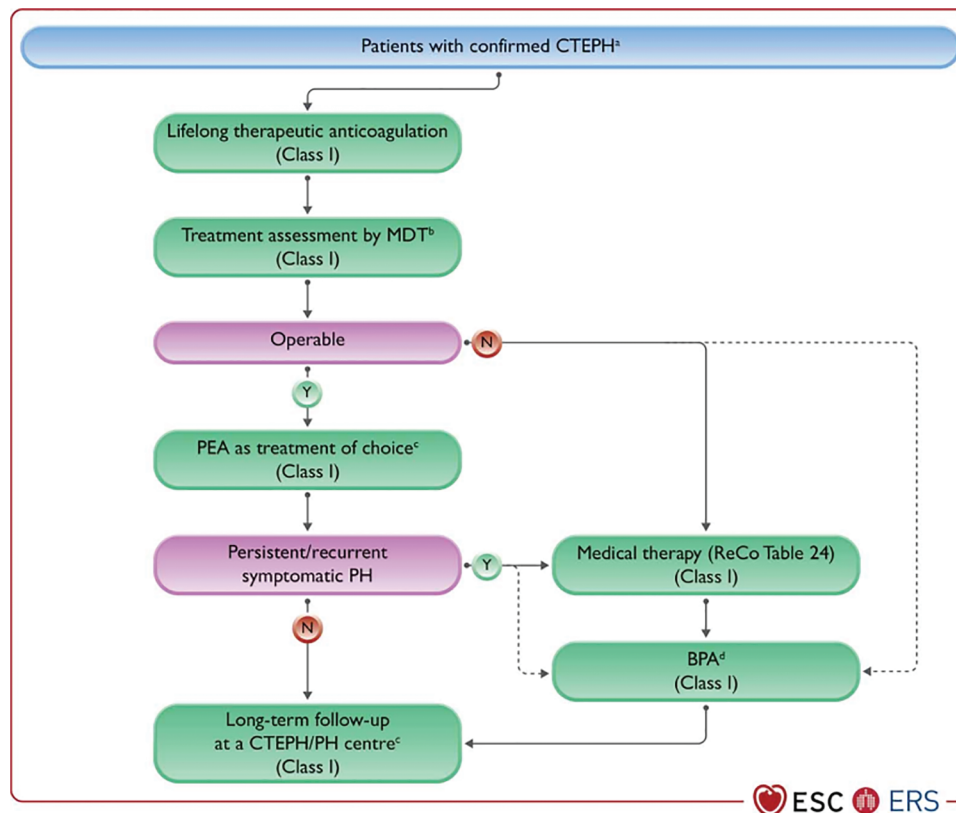 Patients with confirmed CTEPHᵃ
Lifelong therapeutic anticoagulation
(Class I)
Treatment assessment by MDTᵇ
(Class I)
Operable
N
Y
PEA as treatment of choiceᶜ
(Class I)
Persistent/recurrent
symptomatic PH
Y
Medical therapy (ReCo Table 24)
(Class I)
N
BPAᵈ
(Class I)
Long-term follow-up
at a CTEPH/PH centreᶜ
(Class I)
ESC ERS